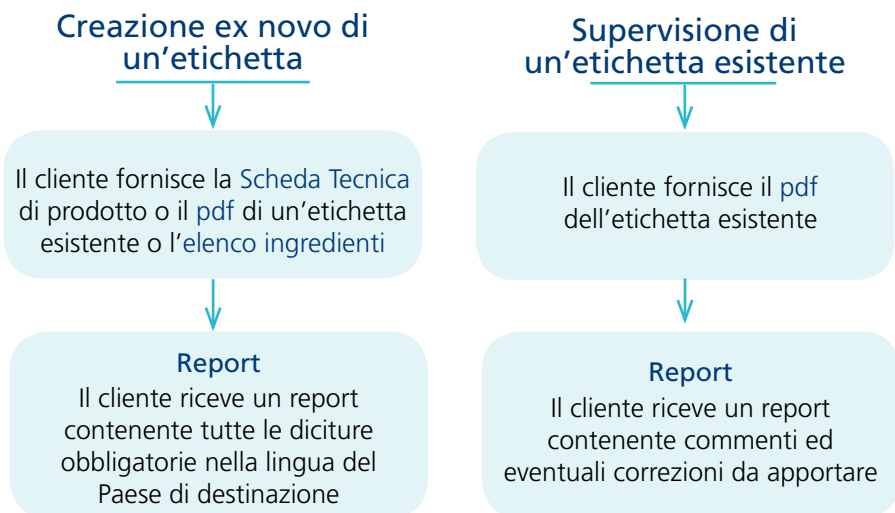 Creazione ex novo di
un'etichetta
Il cliente fornisce la Scheda Tecnica
di prodotto o il pdf di un'etichetta
esistente o l'elenco ingredienti
Report
Il cliente riceve un report
contenente tutte le diciture
obbligatorie nella lingua del
Paese di destinazione
Supervisione di
un'etichetta esistente
Il cliente fornisce il pdf
dell'etichetta esistente
Report
Il cliente riceve un report
contenente commenti ed
eventuali correzioni da apportare